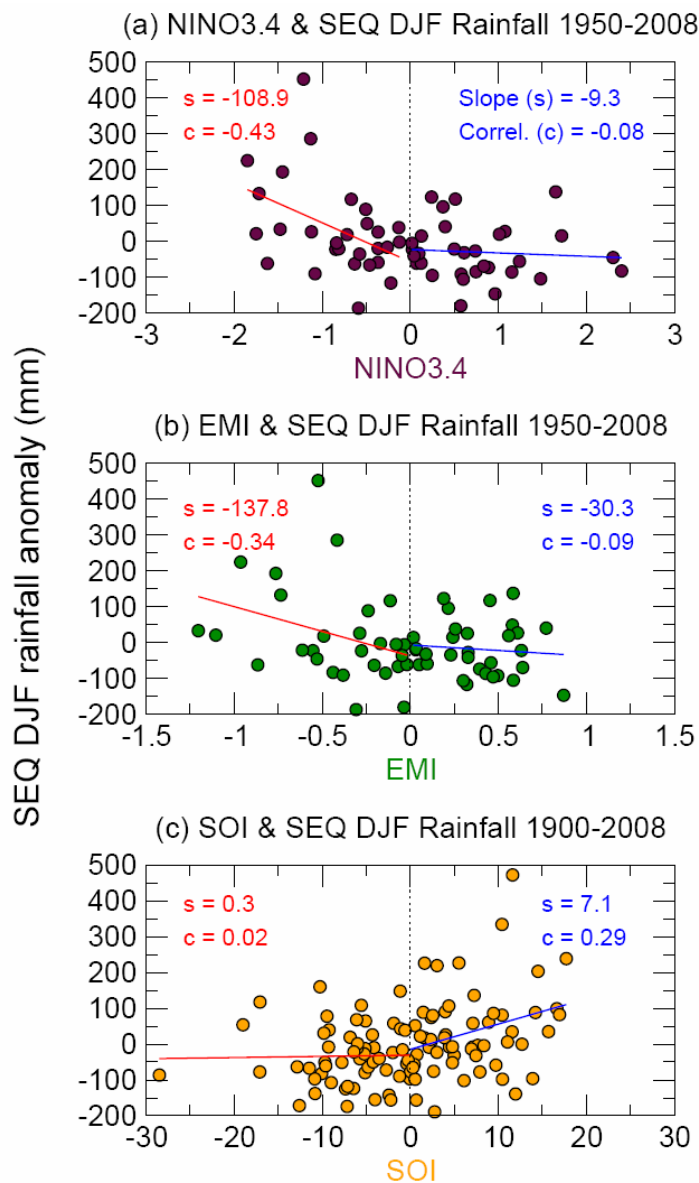 (a) NINO3.4 & SEQ DJF Rainfall 1950-2008
500
400
300
200
100
0
-100
-200
s = -108.9
c = -0.43
Slope (s) = -9.3
Correl. (c) = -0.08
-3 -2 -1 0 1 2 3
NINO3.4
SEQ DJF rainfall anomaly (mm)
(b) EMI & SEQ DJF Rainfall 1950-2008
500
400
300
200
100
0
-100
-200
s = -137.8
c = -0.34
s = -30.3
c = -0.09
-1.5 -1 -0.5 0 0.5 1 1.5
EMI
(c) SOI & SEQ DJF Rainfall 1900-2008
500
400
300
200
100
0
-100
-200
s = 0.3
c = 0.02
s = 7.1
c = 0.29
-30 -20 -10 0 10 20 30
SOI